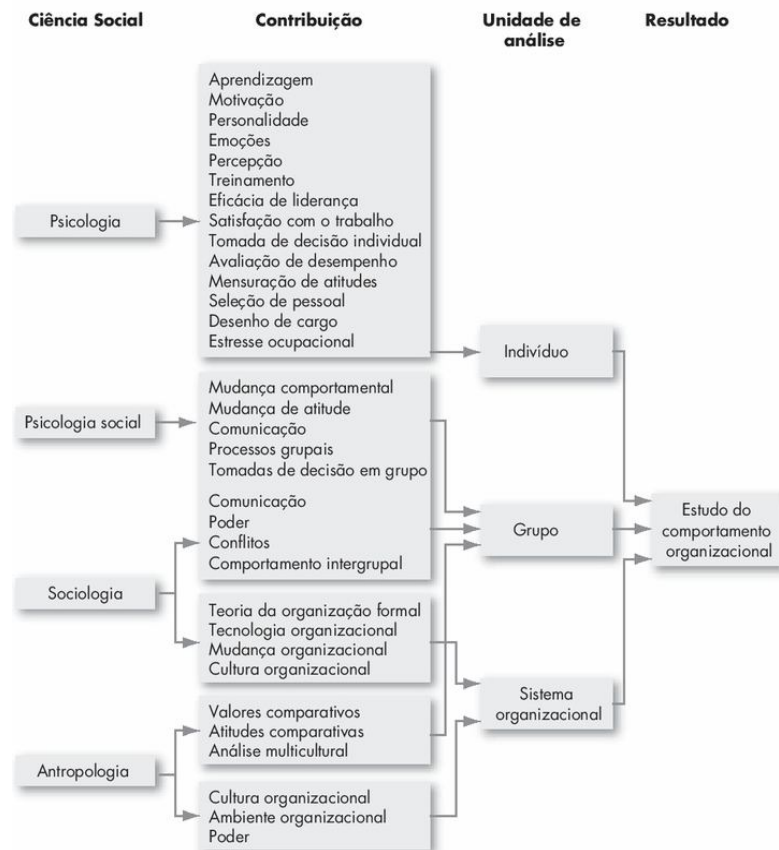 Ciência Social
Contribuição
Unidade de
análise
Resultado
Psicologia
Aprendizagem
Motivação
Personalidade
Emoções
Percepção
Treinamento
Eficácia de liderança
Satisfação com o trabalho
Tomada de decisão individual
Avaliação de desempenho
Mensuração de atitudes
Seleção de pessoal
Desenho de cargo
Estresse ocupacional
Indivíduo
Psicologia social
Mudança comportamental
Mudança de atitude
Comunicação
Processos grupais
Tomadas de decisão em grupo
Comunicação
Poder
Conflitos
Comportamento intergrupal
Grupo
Estudo do
comportamento
organizacional
Sociologia
Teoria da organização formal
Tecnologia organizacional
Mudança organizacional
Cultura organizacional
Sistema
organizacional
Antropologia
Valores comparativos
Atitudes comparativas
Análise multicultural
Cultura organizacional
Ambiente organizacional
Poder